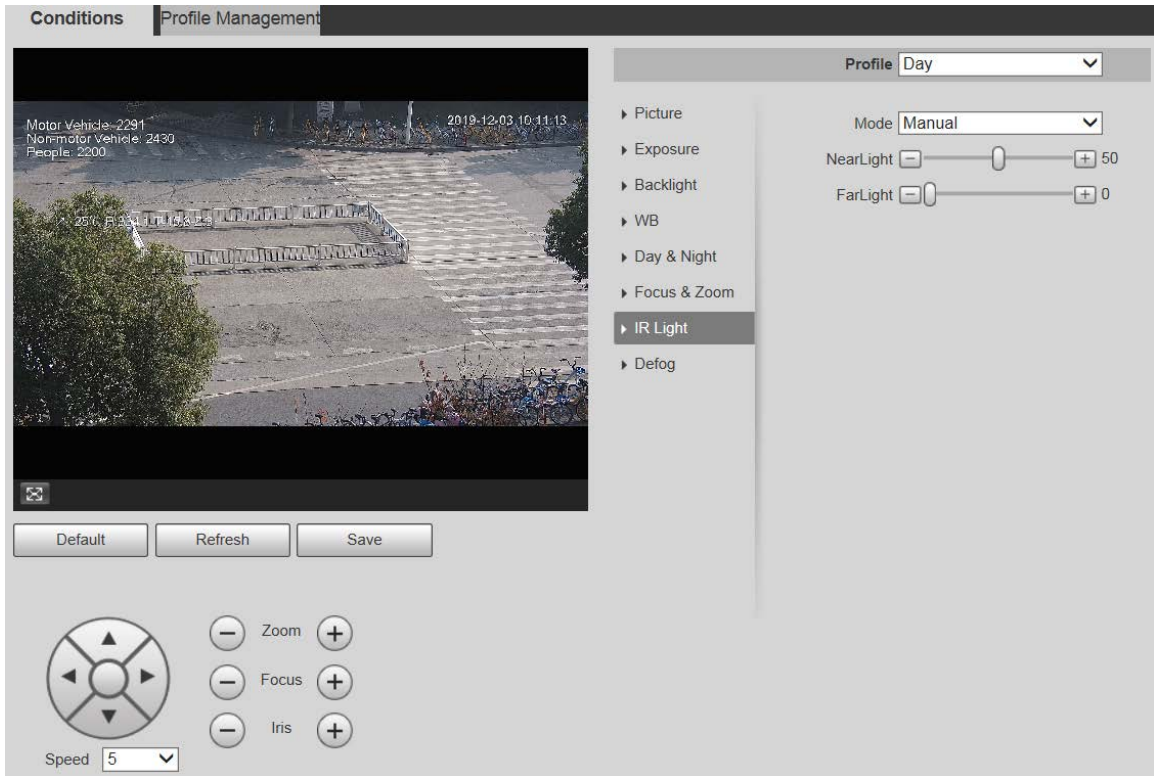 Conditions
Profile Management
Motor Vehicle: 2291
Non-motor Vehicle: 2430
People: 2200
2019-12-03 10:11:13
Profile Day
Picture
Exposure
Backlight
WB
Day & Night
Focus & Zoom
IR Light
Defog
Mode Manual
NearLight 50
FarLight 0
Default
Refresh
Save
Zoom
Focus
Iris
Speed 5